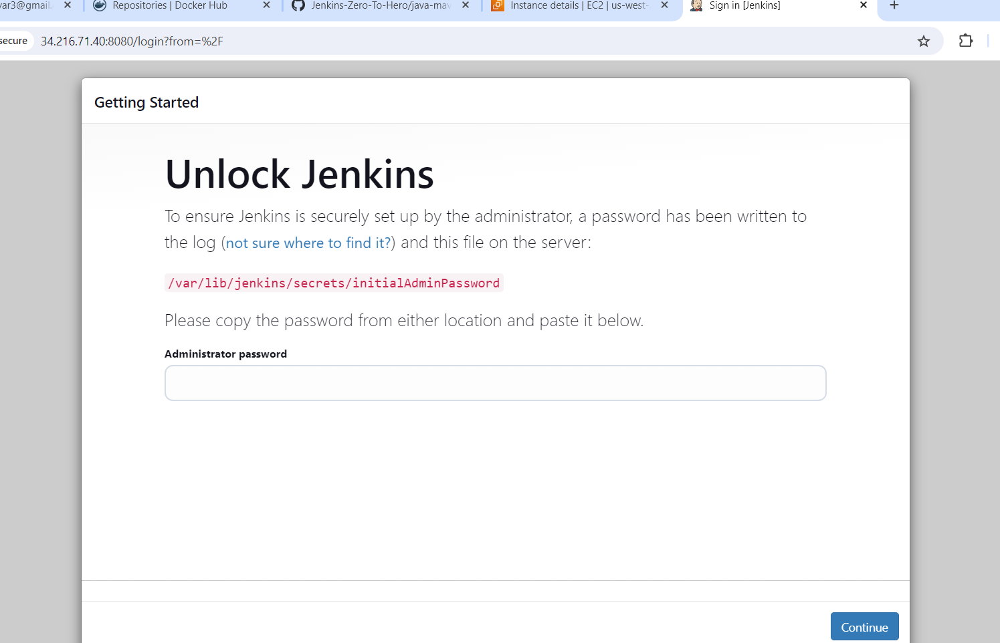 var3@gmail.
Repositories | Docker Hub
Jenkins-Zero-To-Hero/java-mav
Instance details | EC2 | us-west-
Sign in [Jenkins]
secure
34.216.71.40:8080/login?from=%2F
Getting Started
Unlock Jenkins
To ensure Jenkins is securely set up by the administrator, a password has been written to
the log (not sure where to find it?) and this file on the server:
/var/lib/jenkins/secrets/initialAdminPassword
Please copy the password from either location and paste it below.
Administrator password
Continue